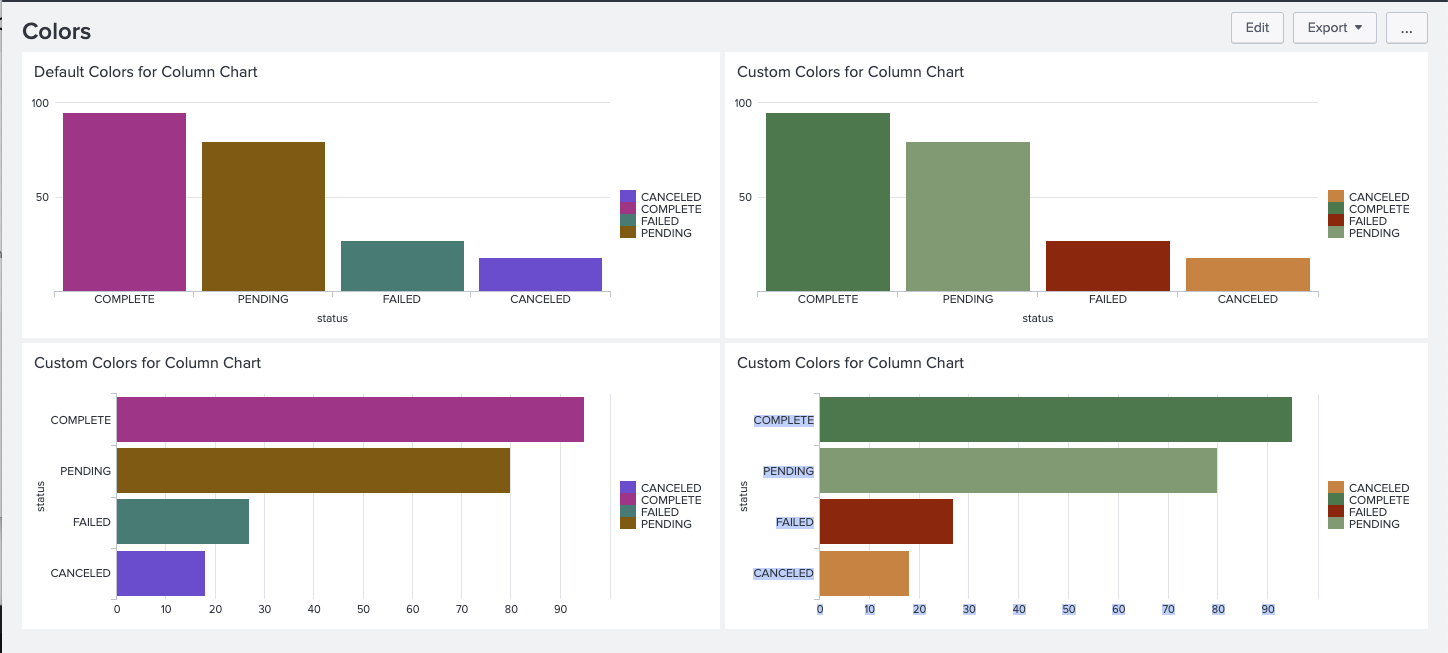 Colors
Edit
Export
...
Default Colors for Column Chart
100
50
COMPLETE PENDING FAILED CANCELED
status
CANCELED
COMPLETE
FAILED
PENDING
Custom Colors for Column Chart
100
50
COMPLETE PENDING FAILED CANCELED
status
CANCELED
COMPLETE
FAILED
PENDING
Custom Colors for Column Chart
status
COMPLETE
PENDING
FAILED
CANCELED
0 10 20 30 40 50 60 70 80 90
CANCELED
COMPLETE
FAILED
PENDING
Custom Colors for Column Chart
status
COMPLETE
PENDING
FAILED
CANCELED
0 10 20 30 40 50 60 70 80 90
CANCELED
COMPLETE
FAILED
PENDING